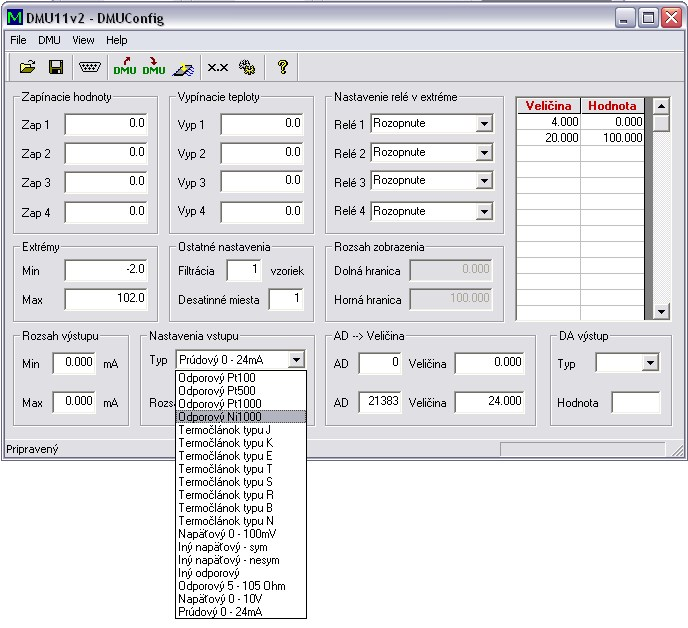 DMU11v2 - DMUConfig
File DMU View Help
DMU DMU x.x ?
Zapínacie hodnoty
Zap 1 0.0
Zap 2 0.0
Zap 3 0.0
Zap 4 0.0
Vypínacie teploty
Vyp 1 0.0
Vyp 2 0.0
Vyp 3 0.0
Vyp 4 0.0
Nastavenie relé v extréme
Relé 1 Rozopnute
Relé 2 Rozopnute
Relé 3 Rozopnute
Relé 4 Rozopnute
Veličina Hodnota
4.000 0.000
20.000 100.000
Extrémy
Min -2.0
Max 102.0
Ostatné nastavenia
Filtrácia 1 vzoriek
Desatinné miesta 1
Rozsah zobrazenia
Dolná hranica 0.000
Horná hranica 100.000
Rozsah výstupu
Min 0.000 mA
Max 0.000 mA
Nastavenia vstupu
Typ Prúdový 0 - 24mA
Rozs
Odporový Pt100
Odporový Pt500
Odporový Pt1000
Odporový Ni1000
Termočlánok typu J
Termočlánok typu K
Termočlánok typu E
Termočlánok typu T
Termočlánok typu S
Termočlánok typu R
Termočlánok typu B
Termočlánok typu N
Napäťový 0 - 100mV
Iný napäťový - sym
Iný napäťový - nesym
Iný odporový
Odporový 5 - 105 Ohm
Napäťový 0 - 10V
Prúdový 0 - 24mA
AD --> Veličina
AD 0 Veličina 0.000
AD 21383 Veličina 24.000
DA výstup
Typ
Hodnota
Pripravený